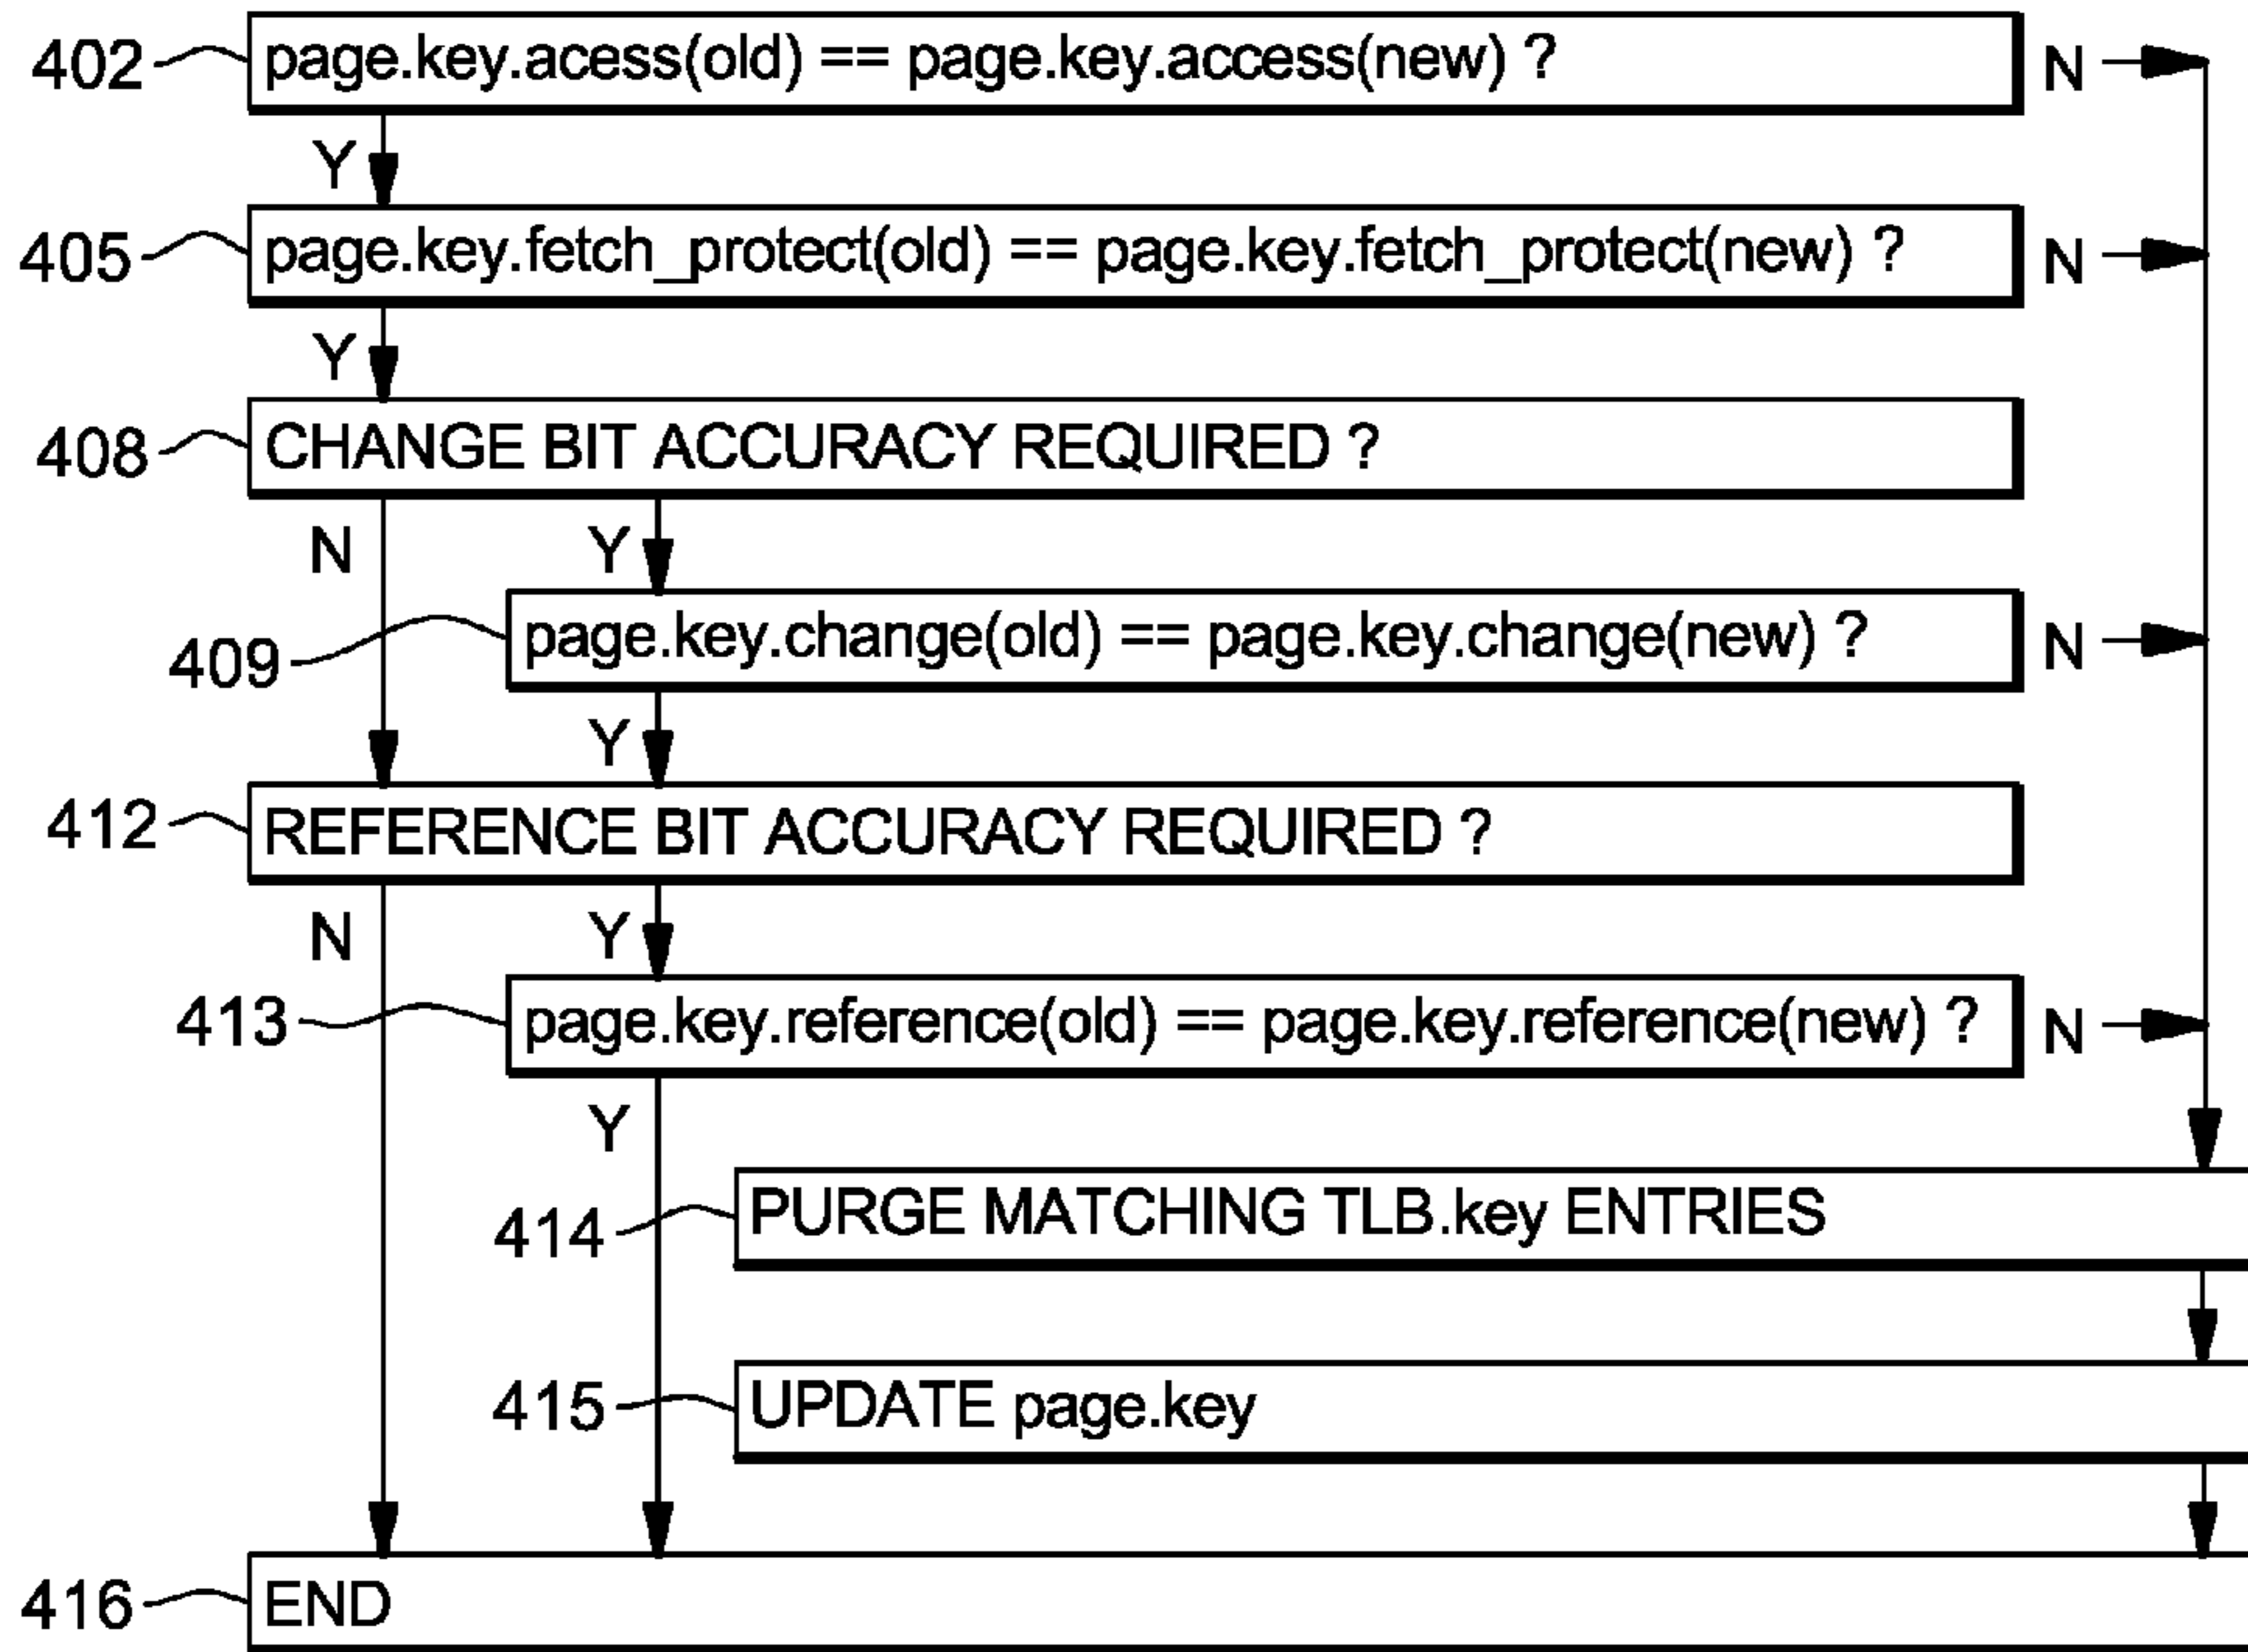 402 page.key.acess(old) == page.key.access(new) ? N
Y
405 page.key.fetch_protect(old) == page.key.fetch_protect(new) ? N
Y
408 CHANGE BIT ACCURACY REQUIRED ?
N Y
409 page.key.change(old) == page.key.change(new) ? N
Y
412 REFERENCE BIT ACCURACY REQUIRED ?
N Y
413 page.key.reference(old) == page.key.reference(new) ? N
Y
414 PURGE MATCHING TLB.key ENTRIES
415 UPDATE page.key
416 END